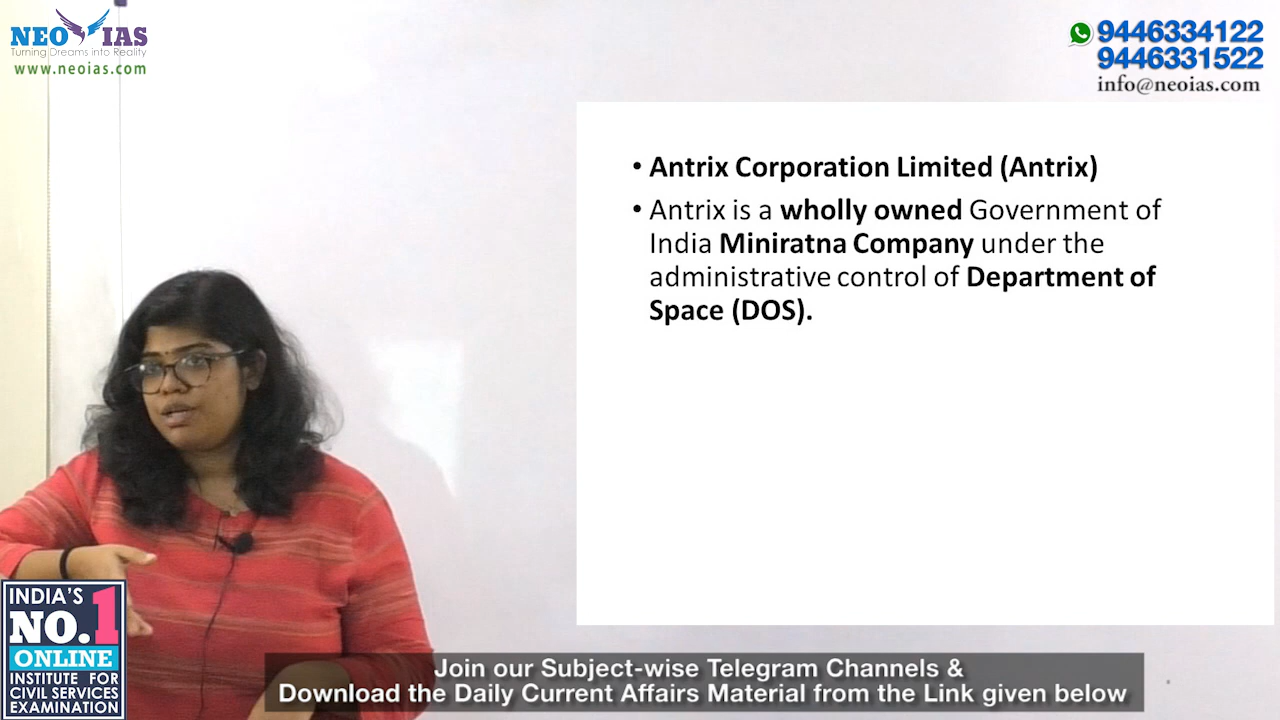 NEO IAS
Turning Dreams into Reality
www.neoias.com
9446334122
9446331522
info@neoias.com
• Antrix Corporation Limited (Antrix)
• Antrix is a wholly owned Government of
India Miniratna Company under the
administrative control of Department of
Space (DOS).
INDIA'S
NO.1
ONLINE
INSTITUTE FOR
CIVIL SERVICES
EXAMINATION
Join our Subject-wise Telegram Channels &
Download the Daily Current Affairs Material from the Link given below